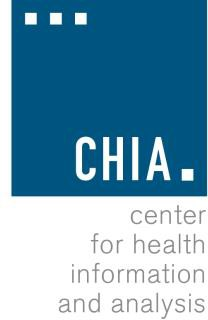 CHIA.
center
for health
information
and analysis